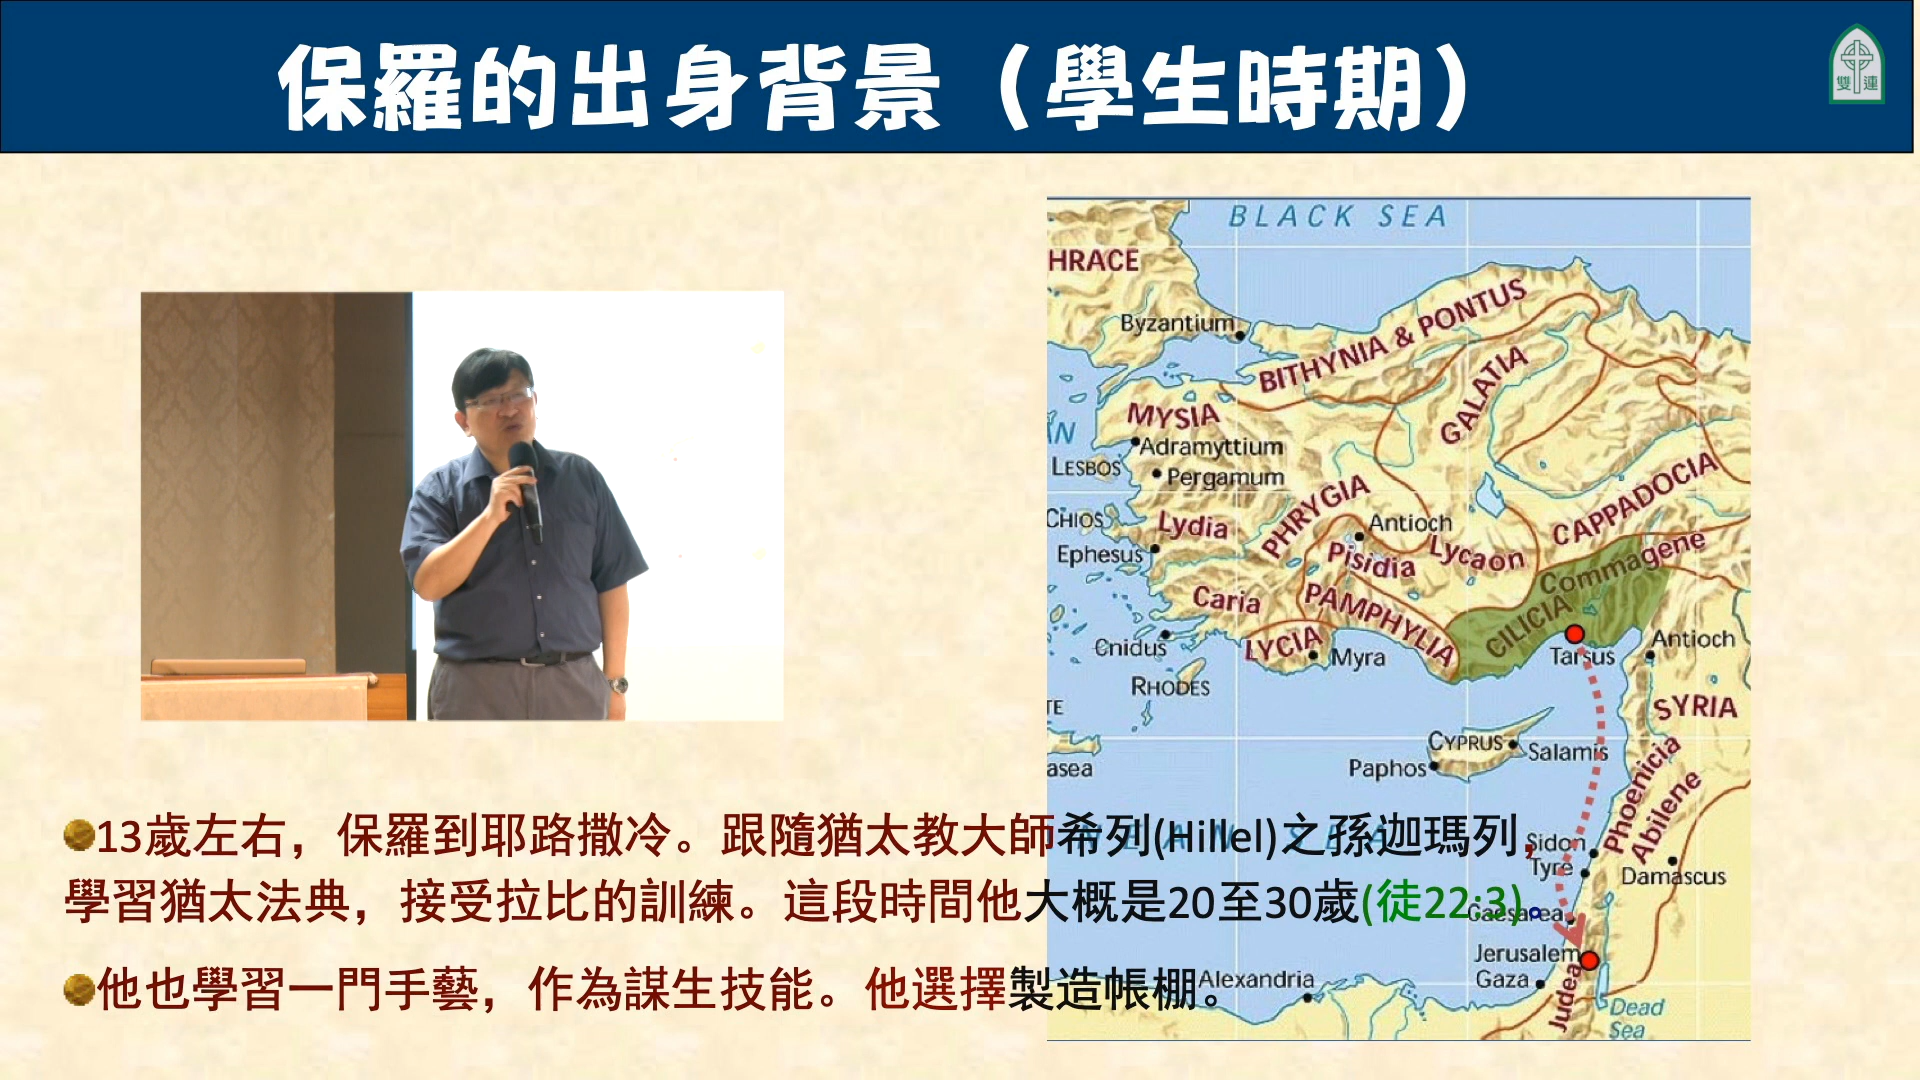 保羅的出身背景（學生時期）
雙連
BLACK SEA
HRACE
Byzantium
BITHYNIA & PONTUS
GALATIA
MYSIA
Adramyttium
LESBOS
Pergamum
CAPPADOCIA
PHRYGIA
CHIOS
Lydia
Antioch
Ephesus
Pisidia
Lycaon
Commagene
Caria
PAMPHYLIA
CILICIA
Cnidus
LYCIA
Myra
Tarsus
Antioch
RHODES
SYRIA
CYPRUS
Salamis
Paphos
asea
Phoenicia
Abilene
13歲左右，保羅到耶路撒冷。跟隨猶太教大師希列(Hillel)之孫迦瑪列，
Sidon
Tyre
Damascus
學習猶太法典，接受拉比的訓練。這段時間他大概是20至30歲(徒22:3)。
Caesarea
Jerusalem
Gaza
Judea
他也學習一門手藝，作為謀生技能。他選擇製造帳棚。
Alexandria
Dead
Sea